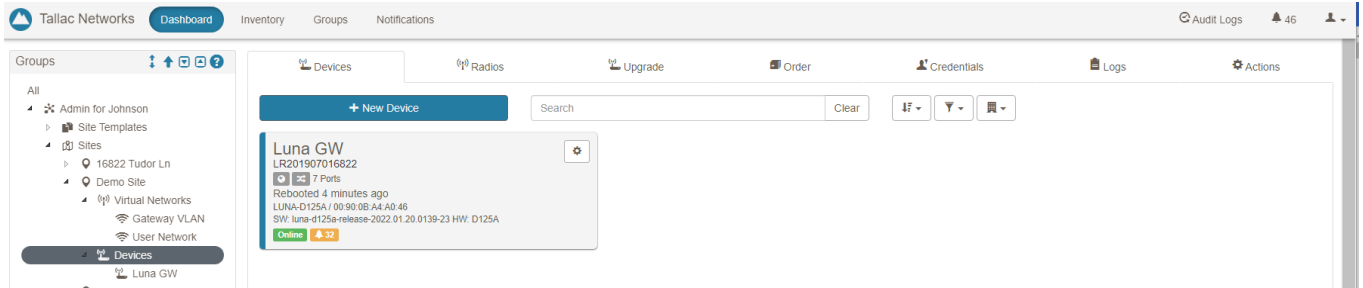 Tallac Networks Dashboard Inventory Groups Notifications Audit Logs 46
Groups
All
Admin for Johnson
Site Templates
Sites
16822 Tudor Ln
Demo Site
Virtual Networks
Gateway VLAN
User Network
Devices
Luna GW
Devices Radios Upgrade Order Credentials Logs Actions
+ New Device Search Clear
Luna GW
LR201907016822
7 Ports
Rebooted 4 minutes ago
LUNA-D125A / 00:90:0B:A4:A0:46
SW: luna-d125a-release-2022.01.20.0139-23 HW: D125A
Online 32